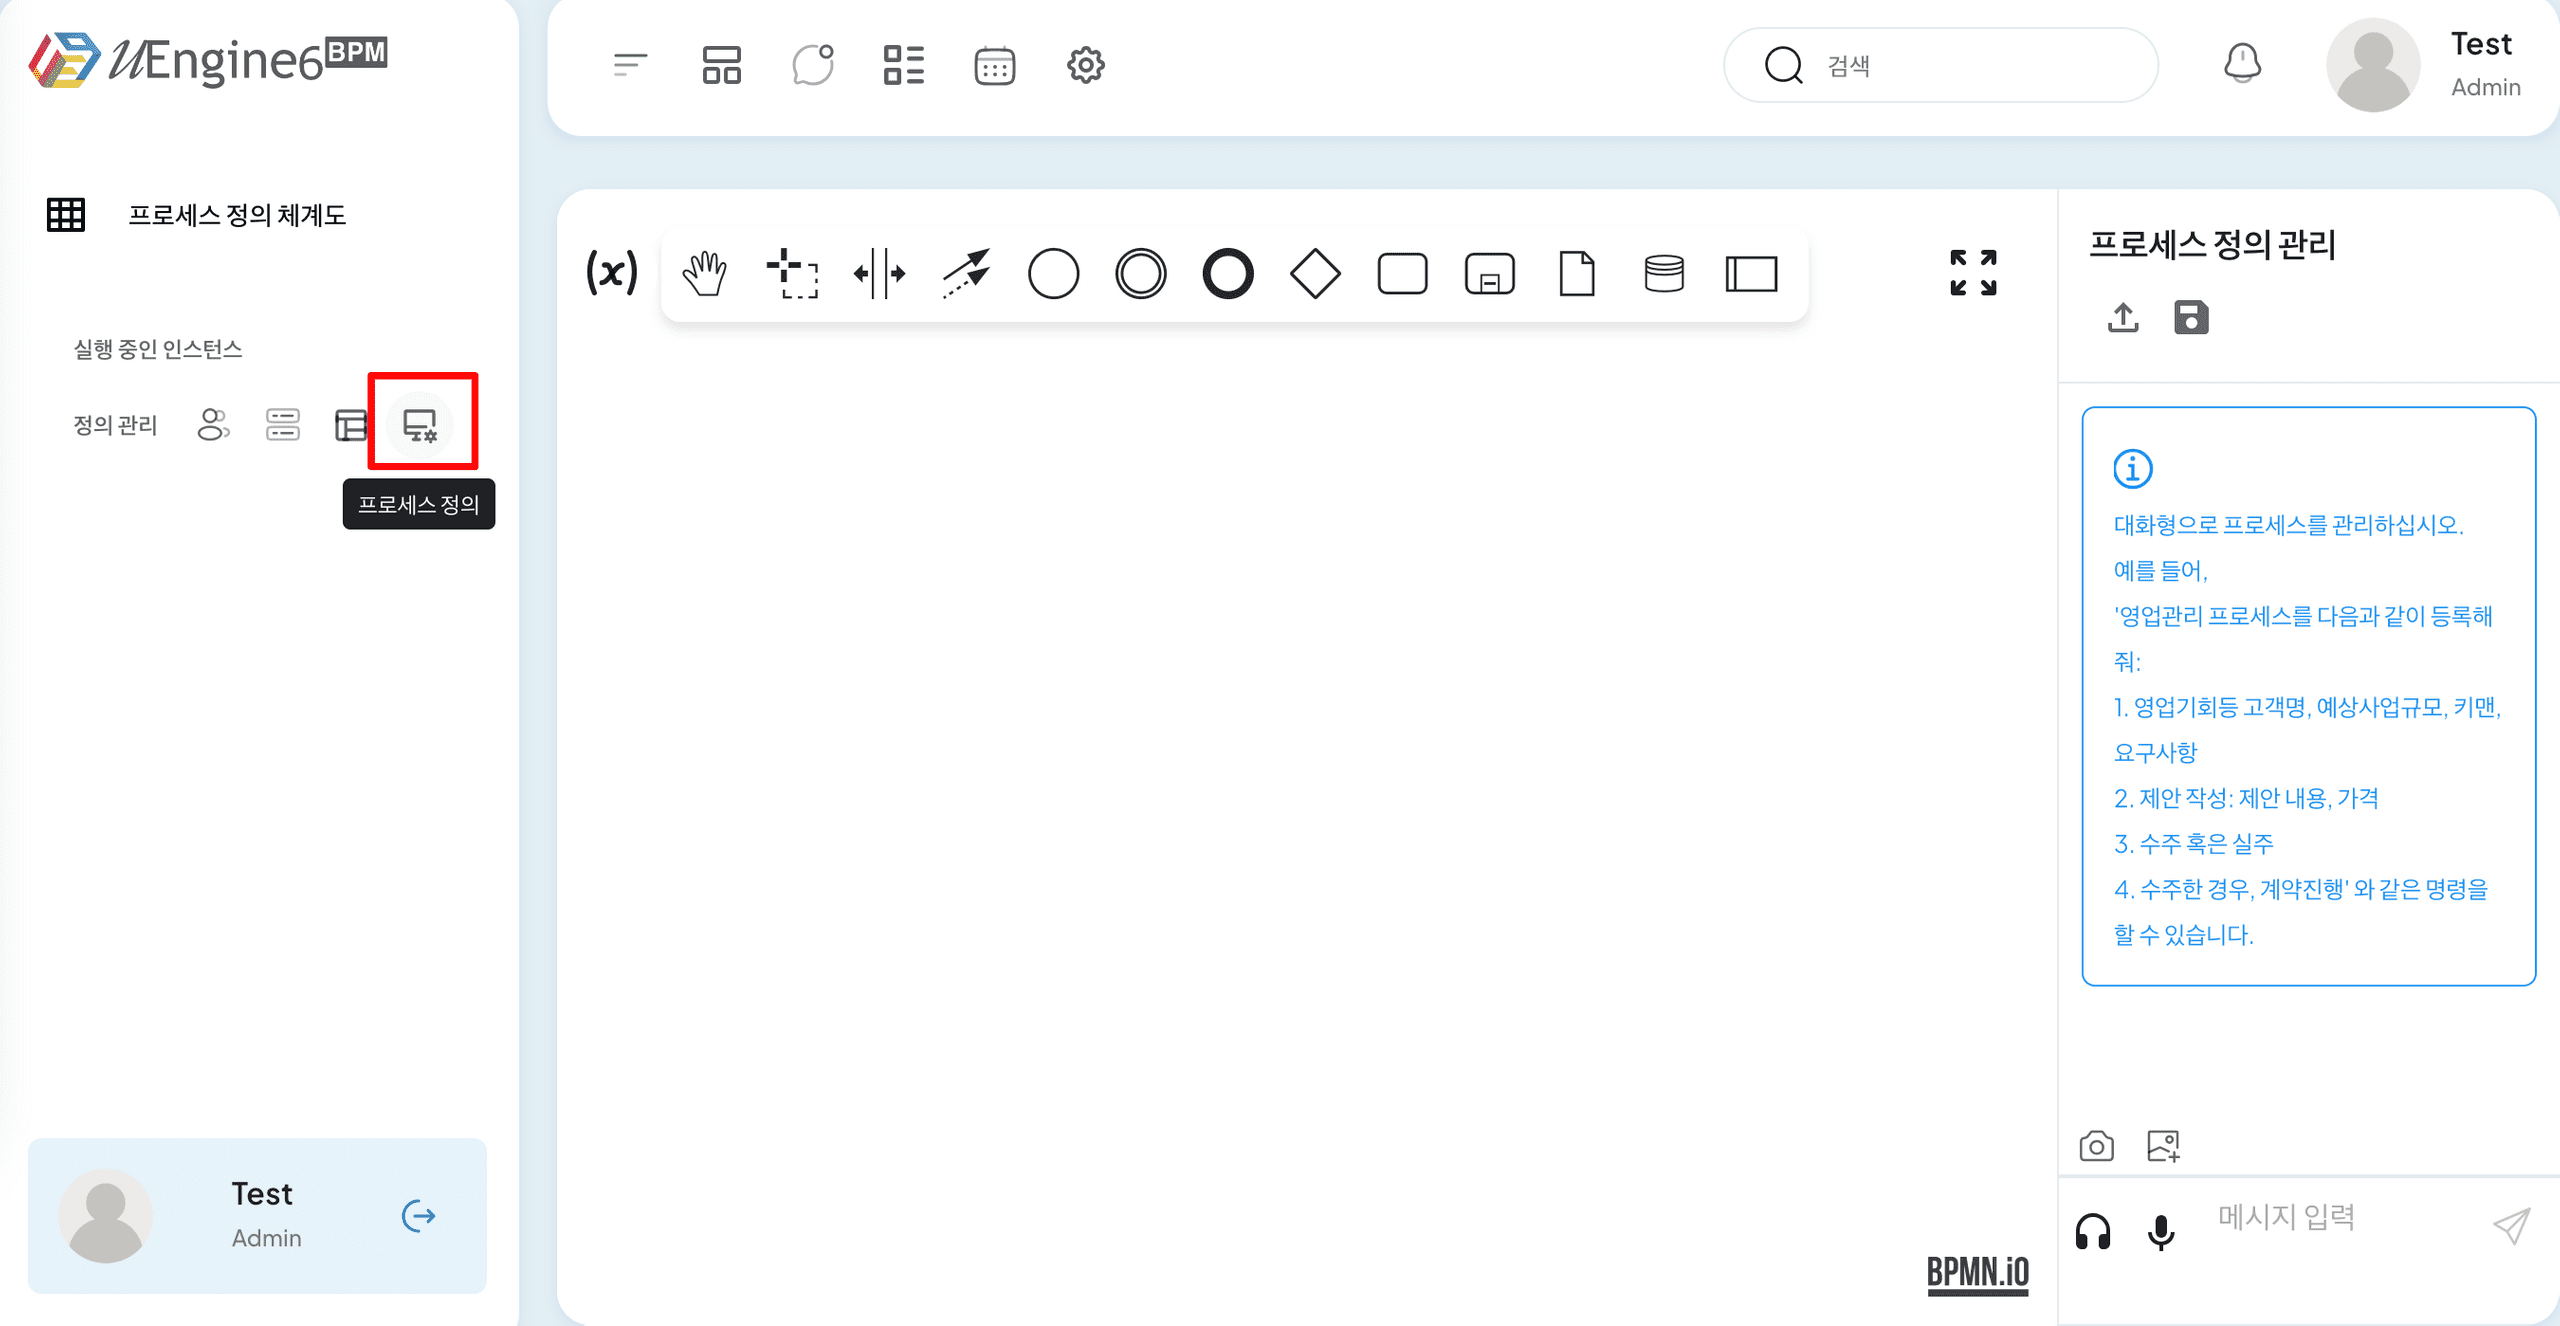 uEngine6 BPM
검색
Test
Admin
프로세스 정의 체계도
실행 중인 인스턴스
정의 관리
프로세스 정의
(x)
프로세스 정의 관리
대화형으로 프로세스를 관리하십시오.
예를 들어,
'영업관리 프로세스를 다음과 같이 등록해
줘:
1. 영업기회등 고객명, 예상사업규모, 키맨,
요구사항
2. 제안 작성: 제안 내용, 가격
3. 수주 혹은 실주
4. 수주한 경우, 계약진행' 와 같은 명령을
할 수 있습니다.
메시지 입력
BPMN.iO
Test
Admin